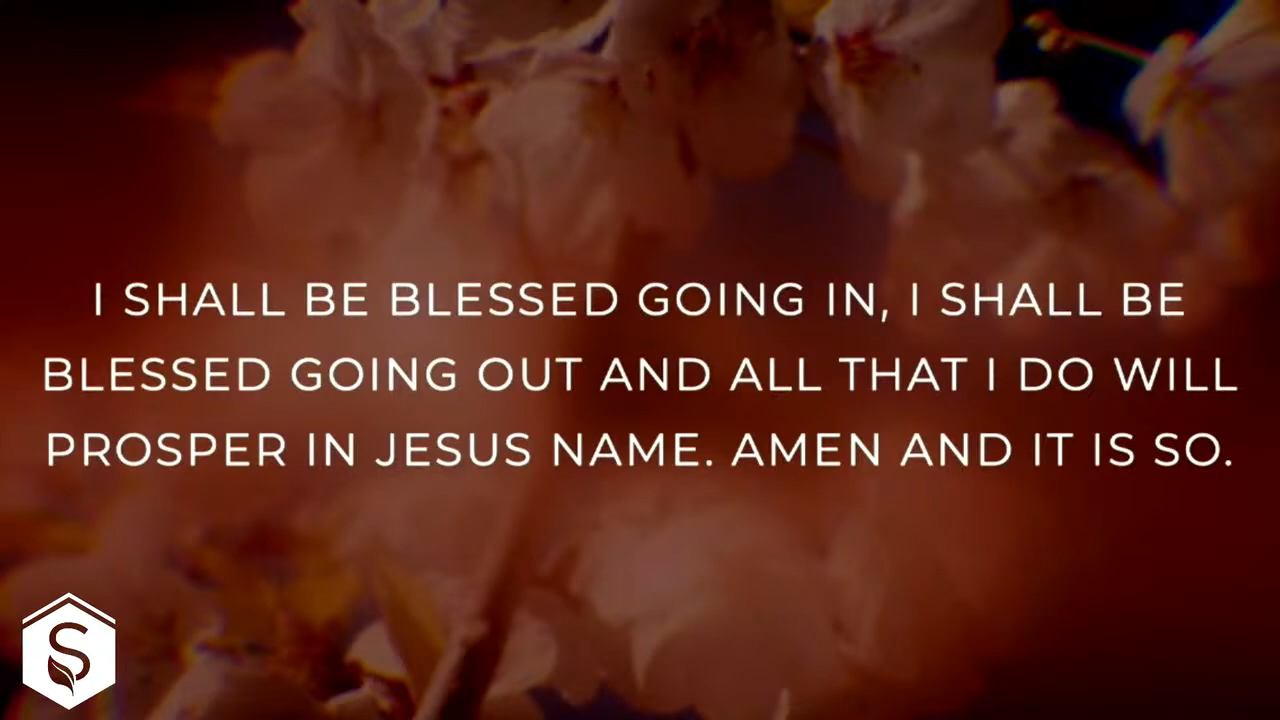 I SHALL BE BLESSED GOING IN, I SHALL BE
BLESSED GOING OUT AND ALL THAT I DO WILL
PROSPER IN JESUS NAME. AMEN AND IT IS SO.
S